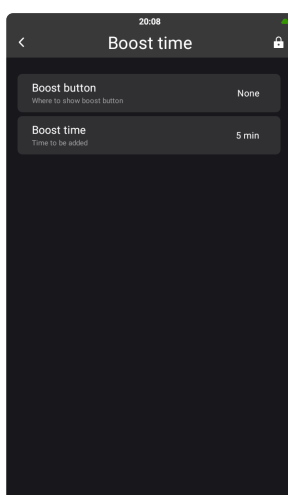 20:08
Boost time
Boost button
Where to show boost button
None
Boost time
Time to be added
5 min